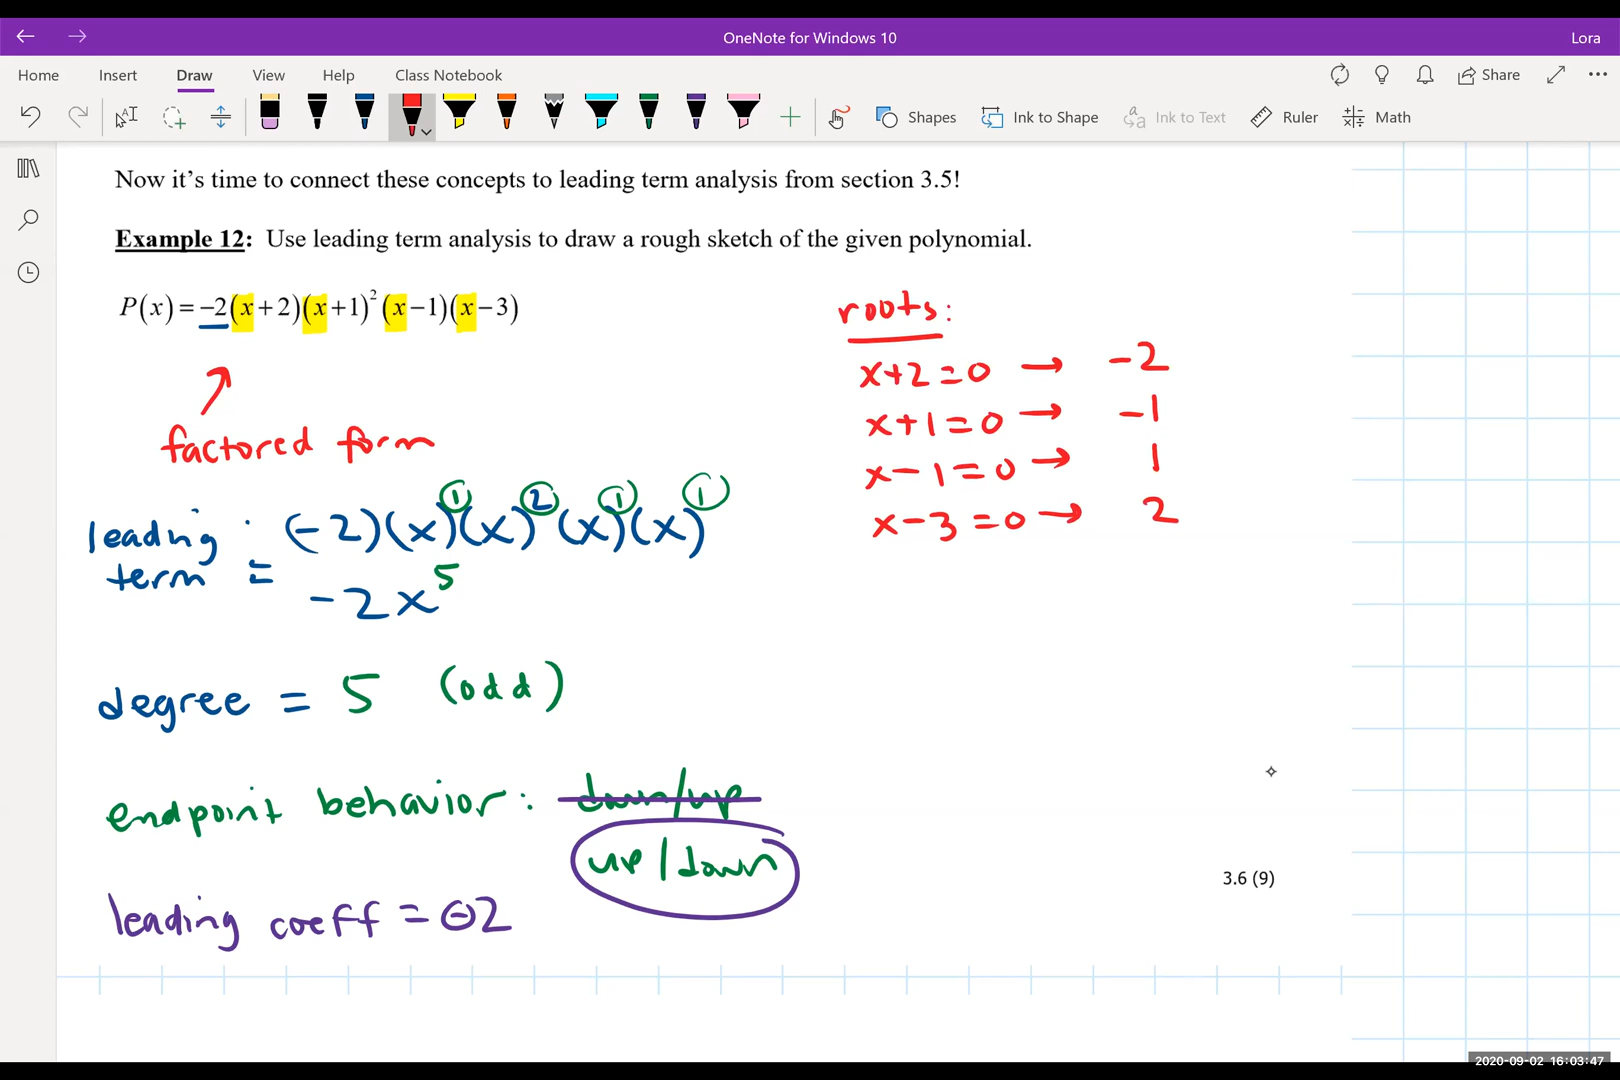 OneNote for Windows 10
Lora
Home Insert Draw View Help Class Notebook
Share
Shapes Ink to Shape Ink to Text Ruler Math
Now it's time to connect these concepts to leading term analysis from section 3.5!
Example 12: Use leading term analysis to draw a rough sketch of the given polynomial.
P(x) = −2(x+2)(x+1)²(x−1)(x−3)
factored form
leading term = (-2)(x)¹(x)²(x)¹(x)¹
-2x⁵
degree = 5 (odd)
endpoint behavior: down/up
up/down
leading coeff = -2
roots:
x+2=0 → -2
x+1=0 → -1
x-1=0 → 1
x-3=0 → 2
3.6 (9)
2020-09-02 16:03:47